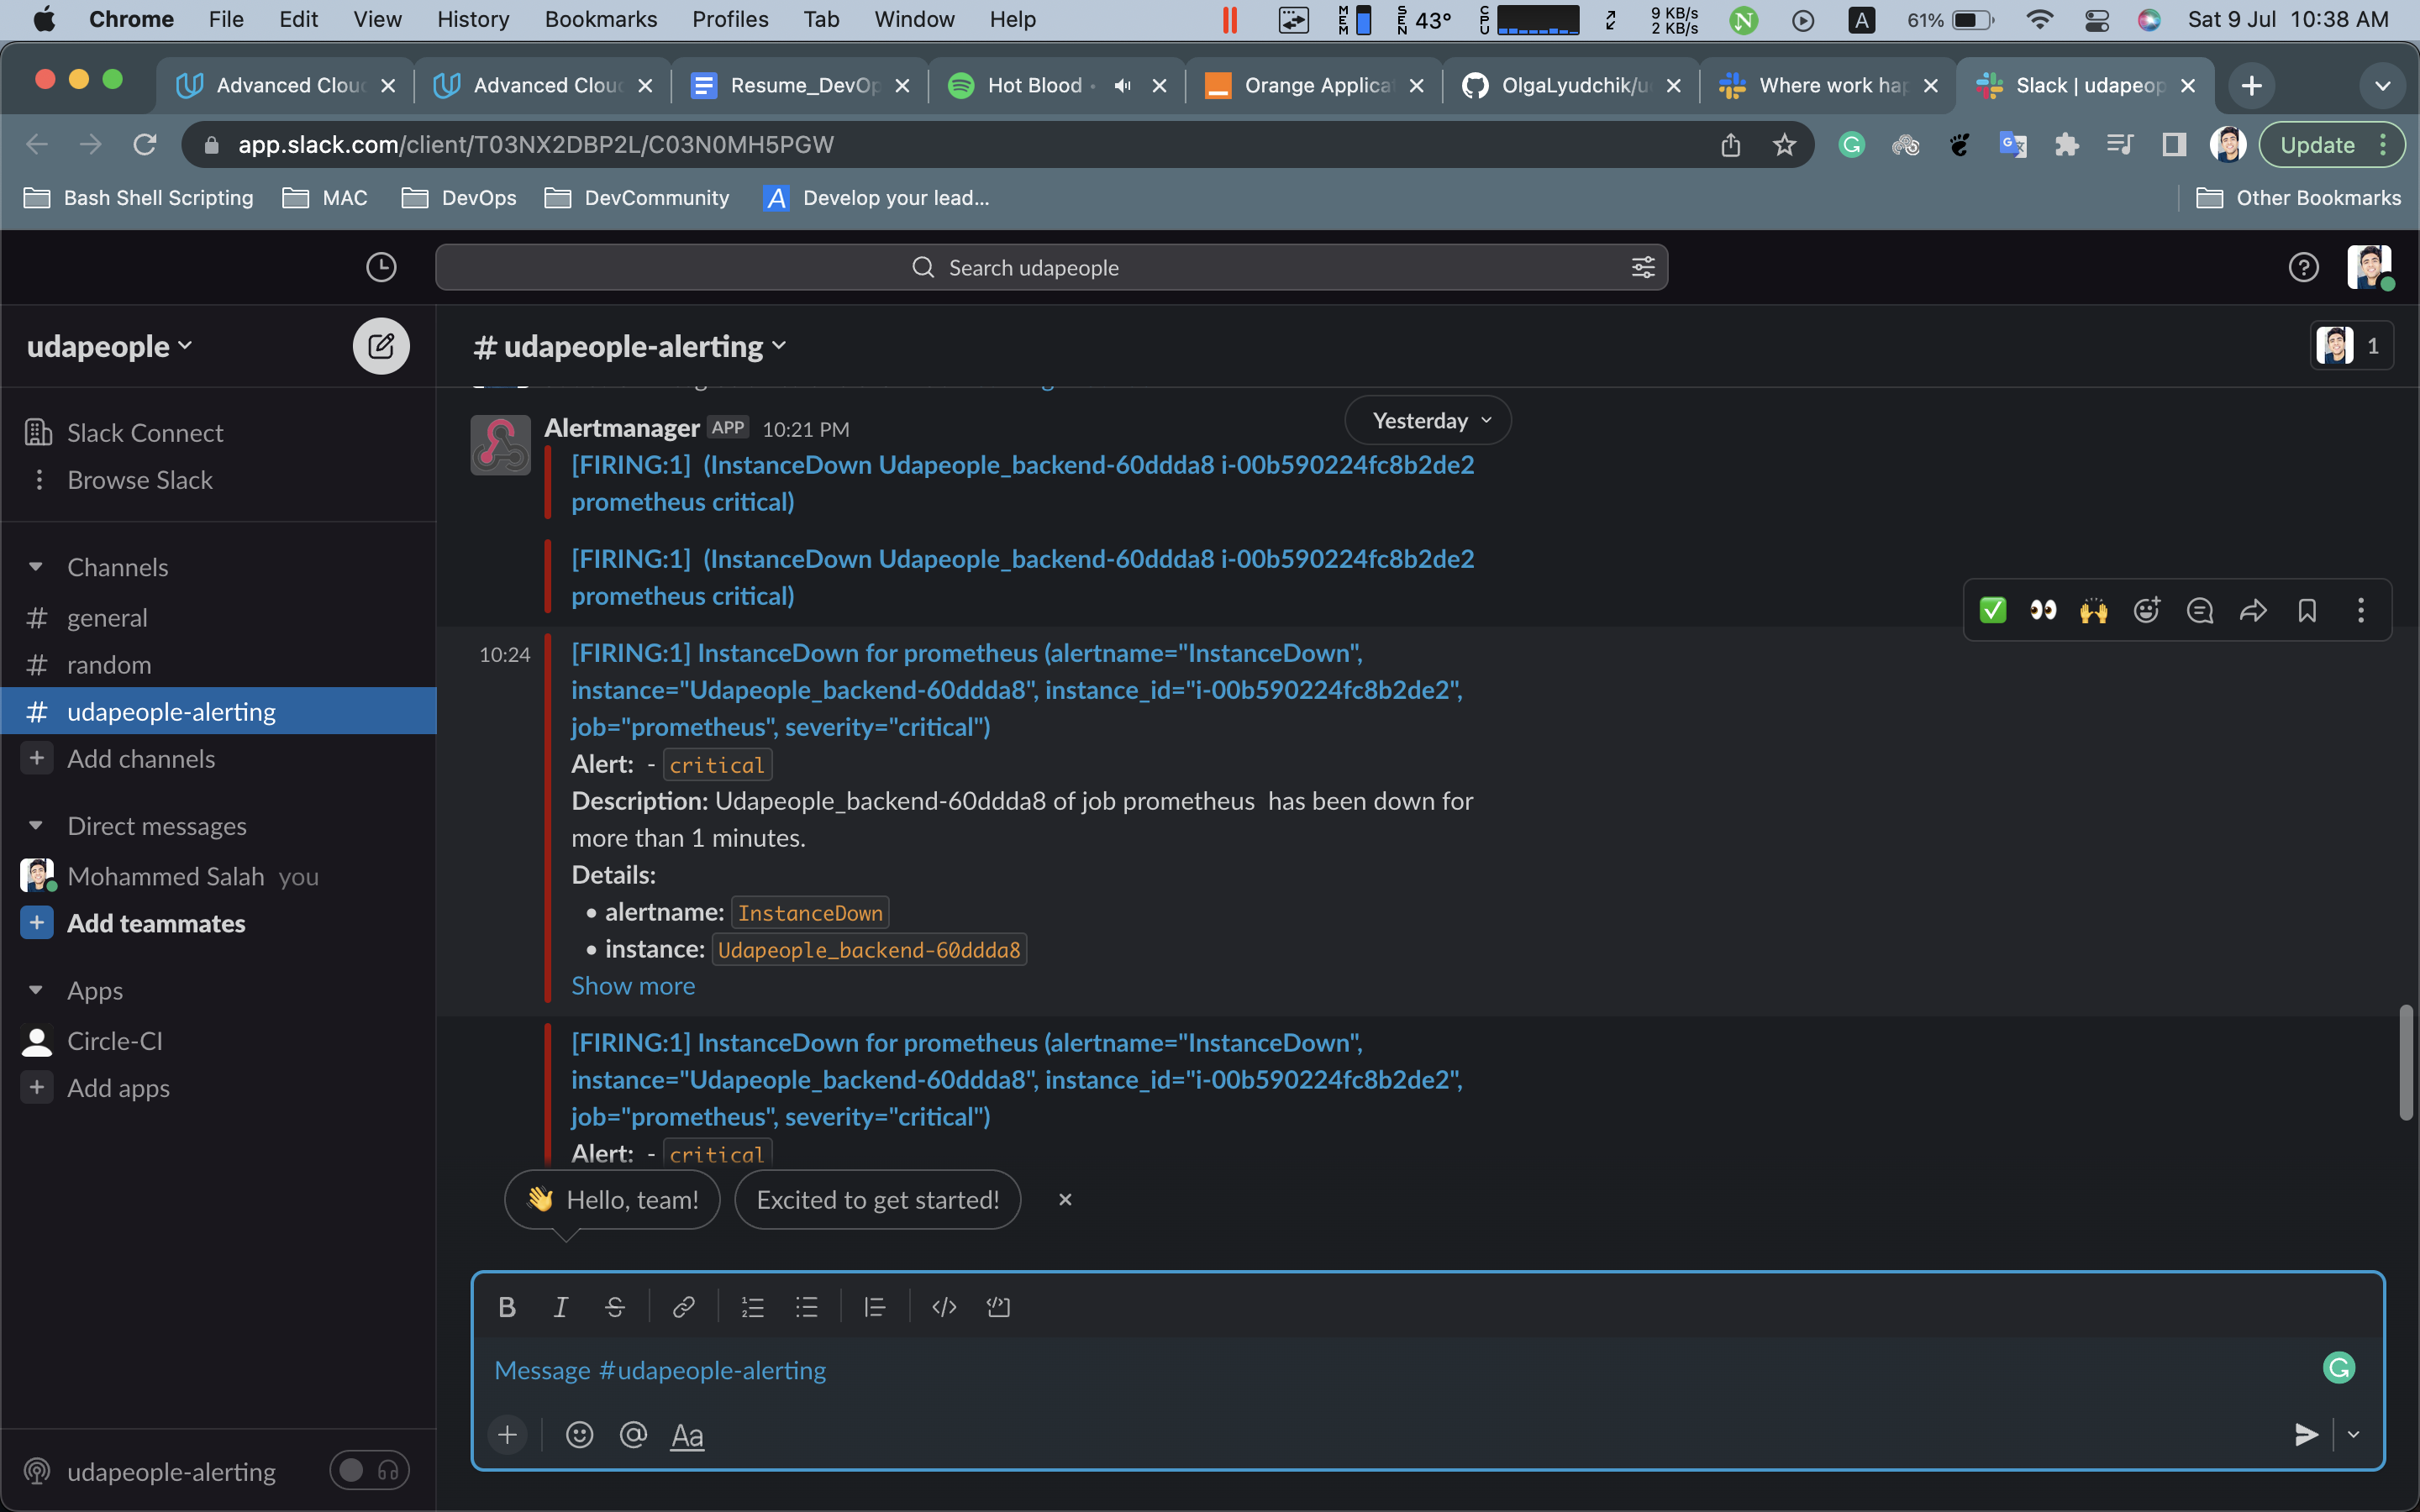 Chrome File Edit View History Bookmarks Profiles Tab Window Help
MEM SEN 43° CPU 9 KB/s 2 KB/s N A 61% Sat 9 Jul 10:38 AM
Advanced Clou
Advanced Clou
Resume_DevOp
Hot Blood
Orange Applica
OlgaLyudchik/u
Where work hap
Slack | udapeop
app.slack.com/client/T03NX2DBP2L/C03N0MH5PGW
Update
Bash Shell Scripting MAC DevOps DevCommunity Develop your lead... Other Bookmarks
Search udapeople
udapeople
# udapeople-alerting
1
Slack Connect
Browse Slack
Channels
# general
# random
# udapeople-alerting
+ Add channels
Direct messages
Mohammed Salah you
+ Add teammates
Apps
Circle-CI
+ Add apps
udapeople-alerting
Yesterday
Alertmanager APP 10:21 PM
[FIRING:1] (InstanceDown Udapeople_backend-60ddda8 i-00b590224fc8b2de2
prometheus critical)
[FIRING:1] (InstanceDown Udapeople_backend-60ddda8 i-00b590224fc8b2de2
prometheus critical)
10:24 [FIRING:1] InstanceDown for prometheus (alertname="InstanceDown",
instance="Udapeople_backend-60ddda8", instance_id="i-00b590224fc8b2de2",
job="prometheus", severity="critical")
Alert: - critical
Description: Udapeople_backend-60ddda8 of job prometheus has been down for
more than 1 minutes.
Details:
• alertname: InstanceDown
• instance: Udapeople_backend-60ddda8
Show more
[FIRING:1] InstanceDown for prometheus (alertname="InstanceDown",
instance="Udapeople_backend-60ddda8", instance_id="i-00b590224fc8b2de2",
job="prometheus", severity="critical")
Alert: - critical
👋 Hello, team! Excited to get started!
B I S
Message #udapeople-alerting
Aa